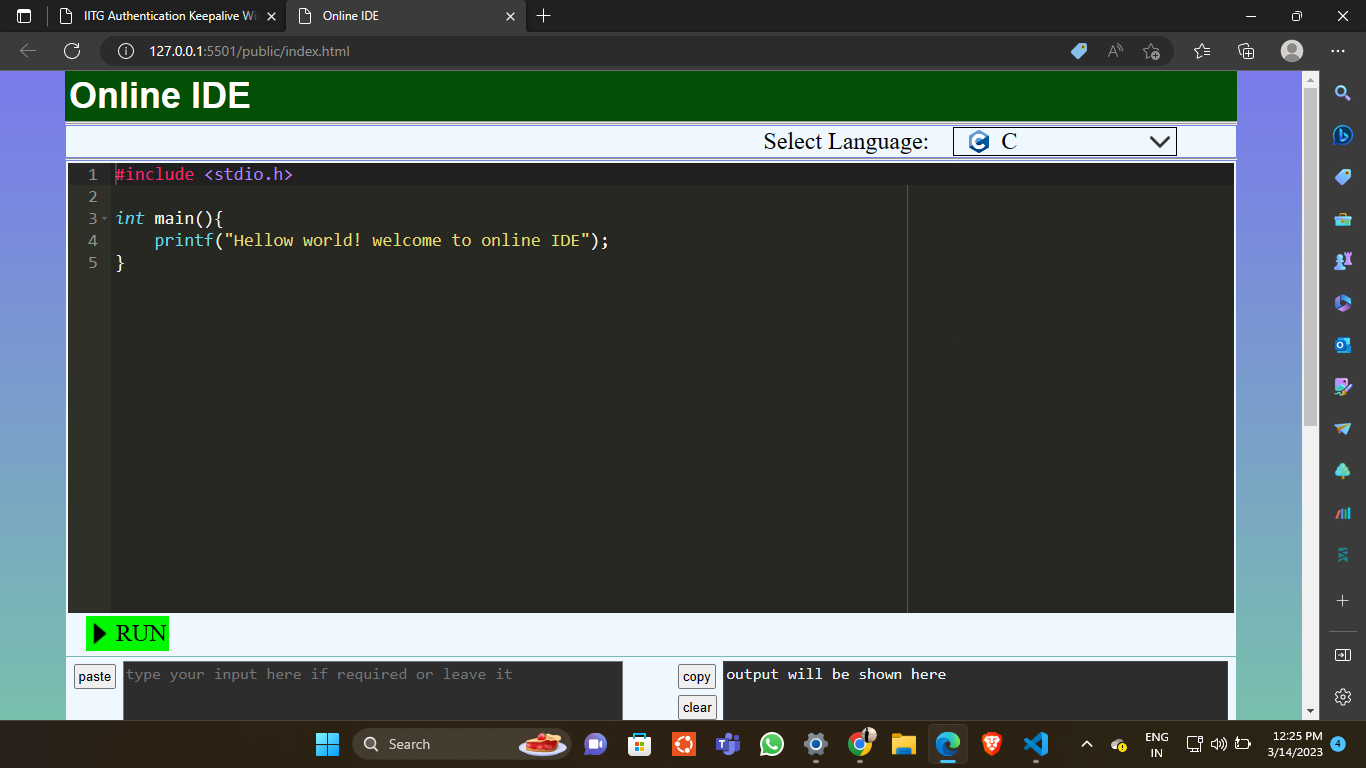 IITG Authentication Keepalive Wi
Online IDE
127.0.0.1:5501/public/index.html
Online IDE
Select Language: C
1 #include <stdio.h>
2
3 int main(){
4 printf("Hellow world! welcome to online IDE");
5 }
RUN
paste type your input here if required or leave it copy output will be shown here
clear
Search ENG 12:25 PM
IN 3/14/2023 4